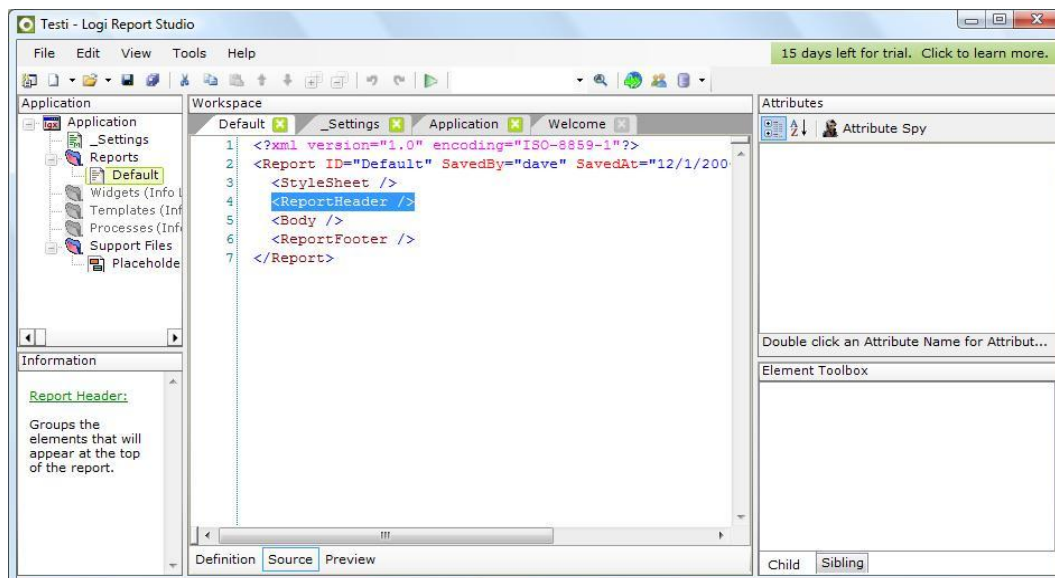 Testi - Logi Report Studio
File Edit View Tools Help
15 days left for trial. Click to learn more.
Application
Application
_Settings
Reports
Default
Widgets (Info L
Templates (Inf
Processes (Info
Support Files
Placeholde
Information
Report Header:
Groups the
elements that will
appear at the top
of the report.
Workspace
Default _Settings Application Welcome
1 <?xml version="1.0" encoding="ISO-8859-1"?>
2 <Report ID="Default" SavedBy="dave" SavedAt="12/1/200
3 <StyleSheet />
4 <ReportHeader />
5 <Body />
6 <ReportFooter />
7 </Report>
Definition Source Preview
Attributes
Attribute Spy
Double click an Attribute Name for Attribut...
Element Toolbox
Child Sibling